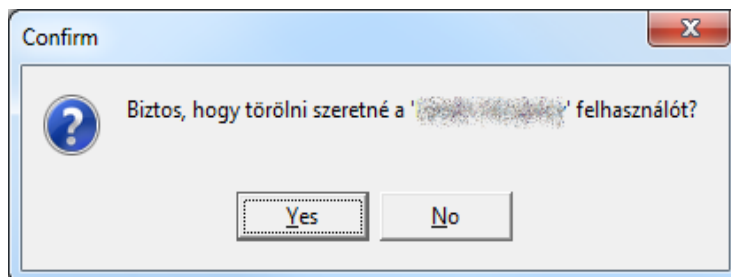 Confirm
Biztos, hogy törölni szeretné a '' felhasználót?
Yes
No